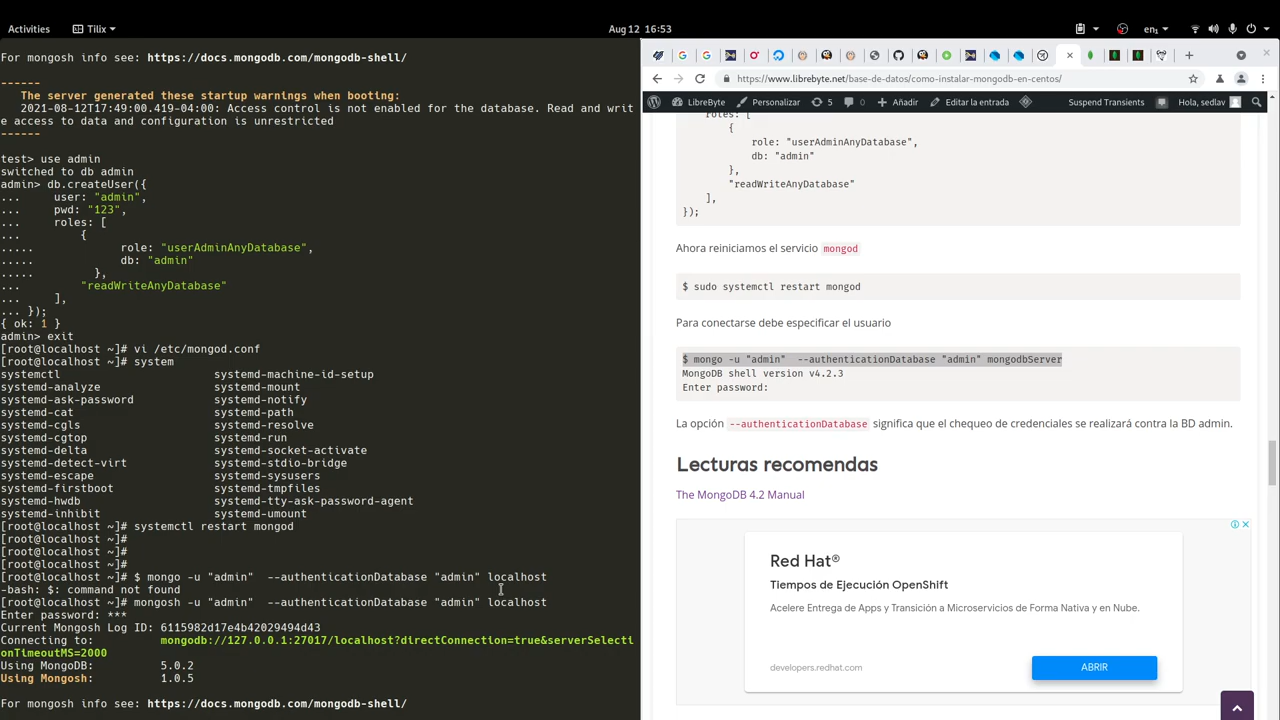 Activities
Tilix
Aug 12 16:53
en1
For mongosh info see: https://docs.mongodb.com/mongodb-shell/
------
The server generated these startup warnings when booting:
2021-08-12T17:49:00.419-04:00: Access control is not enabled for the database. Read and writ
e access to data and configuration is unrestricted
------
test> use admin
switched to db admin
admin> db.createUser({
... user: "admin",
... pwd: "123",
... roles: [
... {
..... role: "userAdminAnyDatabase",
..... db: "admin"
..... },
..... "readWriteAnyDatabase"
... ],
... });
{ ok: 1 }
admin> exit
[root@localhost ~]# vi /etc/mongod.conf
[root@localhost ~]# system
systemctl systemd-machine-id-setup
systemd-analyze systemd-mount
systemd-ask-password systemd-notify
systemd-cat systemd-path
systemd-cgls systemd-resolve
systemd-cgtop systemd-run
systemd-delta systemd-socket-activate
systemd-detect-virt systemd-stdio-bridge
systemd-escape systemd-sysusers
systemd-firstboot systemd-tmpfiles
systemd-hwdb systemd-tty-ask-password-agent
systemd-inhibit systemd-umount
[root@localhost ~]# systemctl restart mongod
[root@localhost ~]#
[root@localhost ~]#
[root@localhost ~]#
[root@localhost ~]# $ mongo -u "admin" --authenticationDatabase "admin" localhost
-bash: $: command not found
[root@localhost ~]# mongosh -u "admin" --authenticationDatabase "admin" localhost
Enter password: ***
Current Mongosh Log ID: 6115982d17e4b42029494d43
Connecting to: mongodb://127.0.0.1:27017/localhost?directConnection=true&serverSelecti
onTimeoutMS=2000
Using MongoDB: 5.0.2
Using Mongosh: 1.0.5
For mongosh info see: https://docs.mongodb.com/mongodb-shell/
https://www.librebyte.net/base-de-datos/como-instalar-mongodb-en-centos/
LibreByte
Personalizar
5
0
Añadir
Editar la entrada
Suspend Transients
Hola, sedlav
roles: [
{
role: "userAdminAnyDatabase",
db: "admin"
},
"readWriteAnyDatabase"
],
});
Ahora reiniciamos el servicio mongod
$ sudo systemctl restart mongod
Para conectarse debe especificar el usuario
$ mongo -u "admin" --authenticationDatabase "admin" mongodbServer
MongoDB shell version v4.2.3
Enter password:
La opción --authenticationDatabase significa que el chequeo de credenciales se realizará contra la BD admin.
Lecturas recomendas
The MongoDB 4.2 Manual
Red Hat®
Tiempos de Ejecución OpenShift
Acelere Entrega de Apps y Transición a Microservicios de Forma Nativa y en Nube.
developers.redhat.com
ABRIR